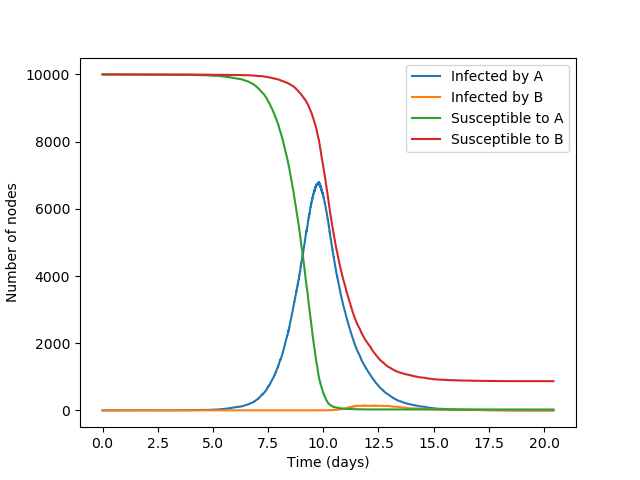 Infected by A
Infected by B
Susceptible to A
Susceptible to B
10000
8000
6000
4000
2000
0
Number of nodes
0.0 2.5 5.0 7.5 10.0 12.5 15.0 17.5 20.0
Time (days)